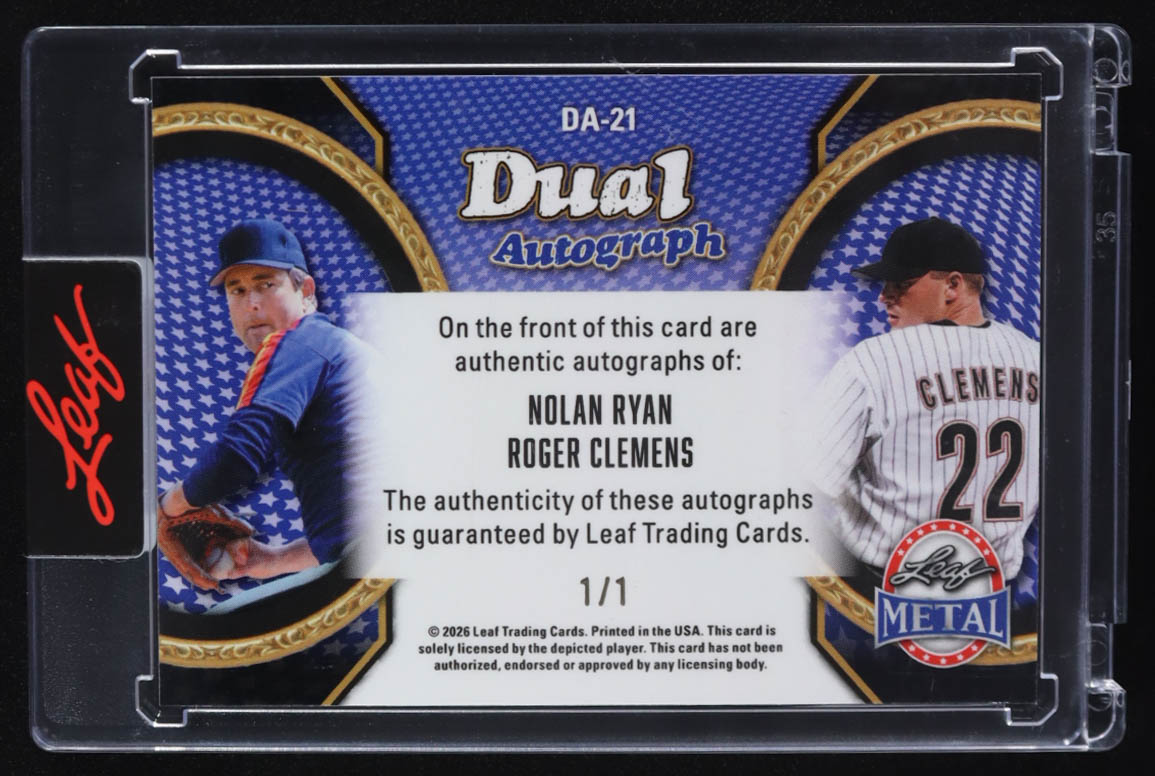 DA-21
Dual
Autograph
On the front of this card are
authentic autographs of:
NOLAN RYAN
ROGER CLEMENS
The authenticity of these autographs
is guaranteed by Leaf Trading Cards.
1/1
© 2026 Leaf Trading Cards. Printed in the USA. This card is
solely licensed by the depicted player. This card has not been
authorized, endorsed or approved by any licensing body.
Leaf
CLEMENS
22
Leaf
METAL
35